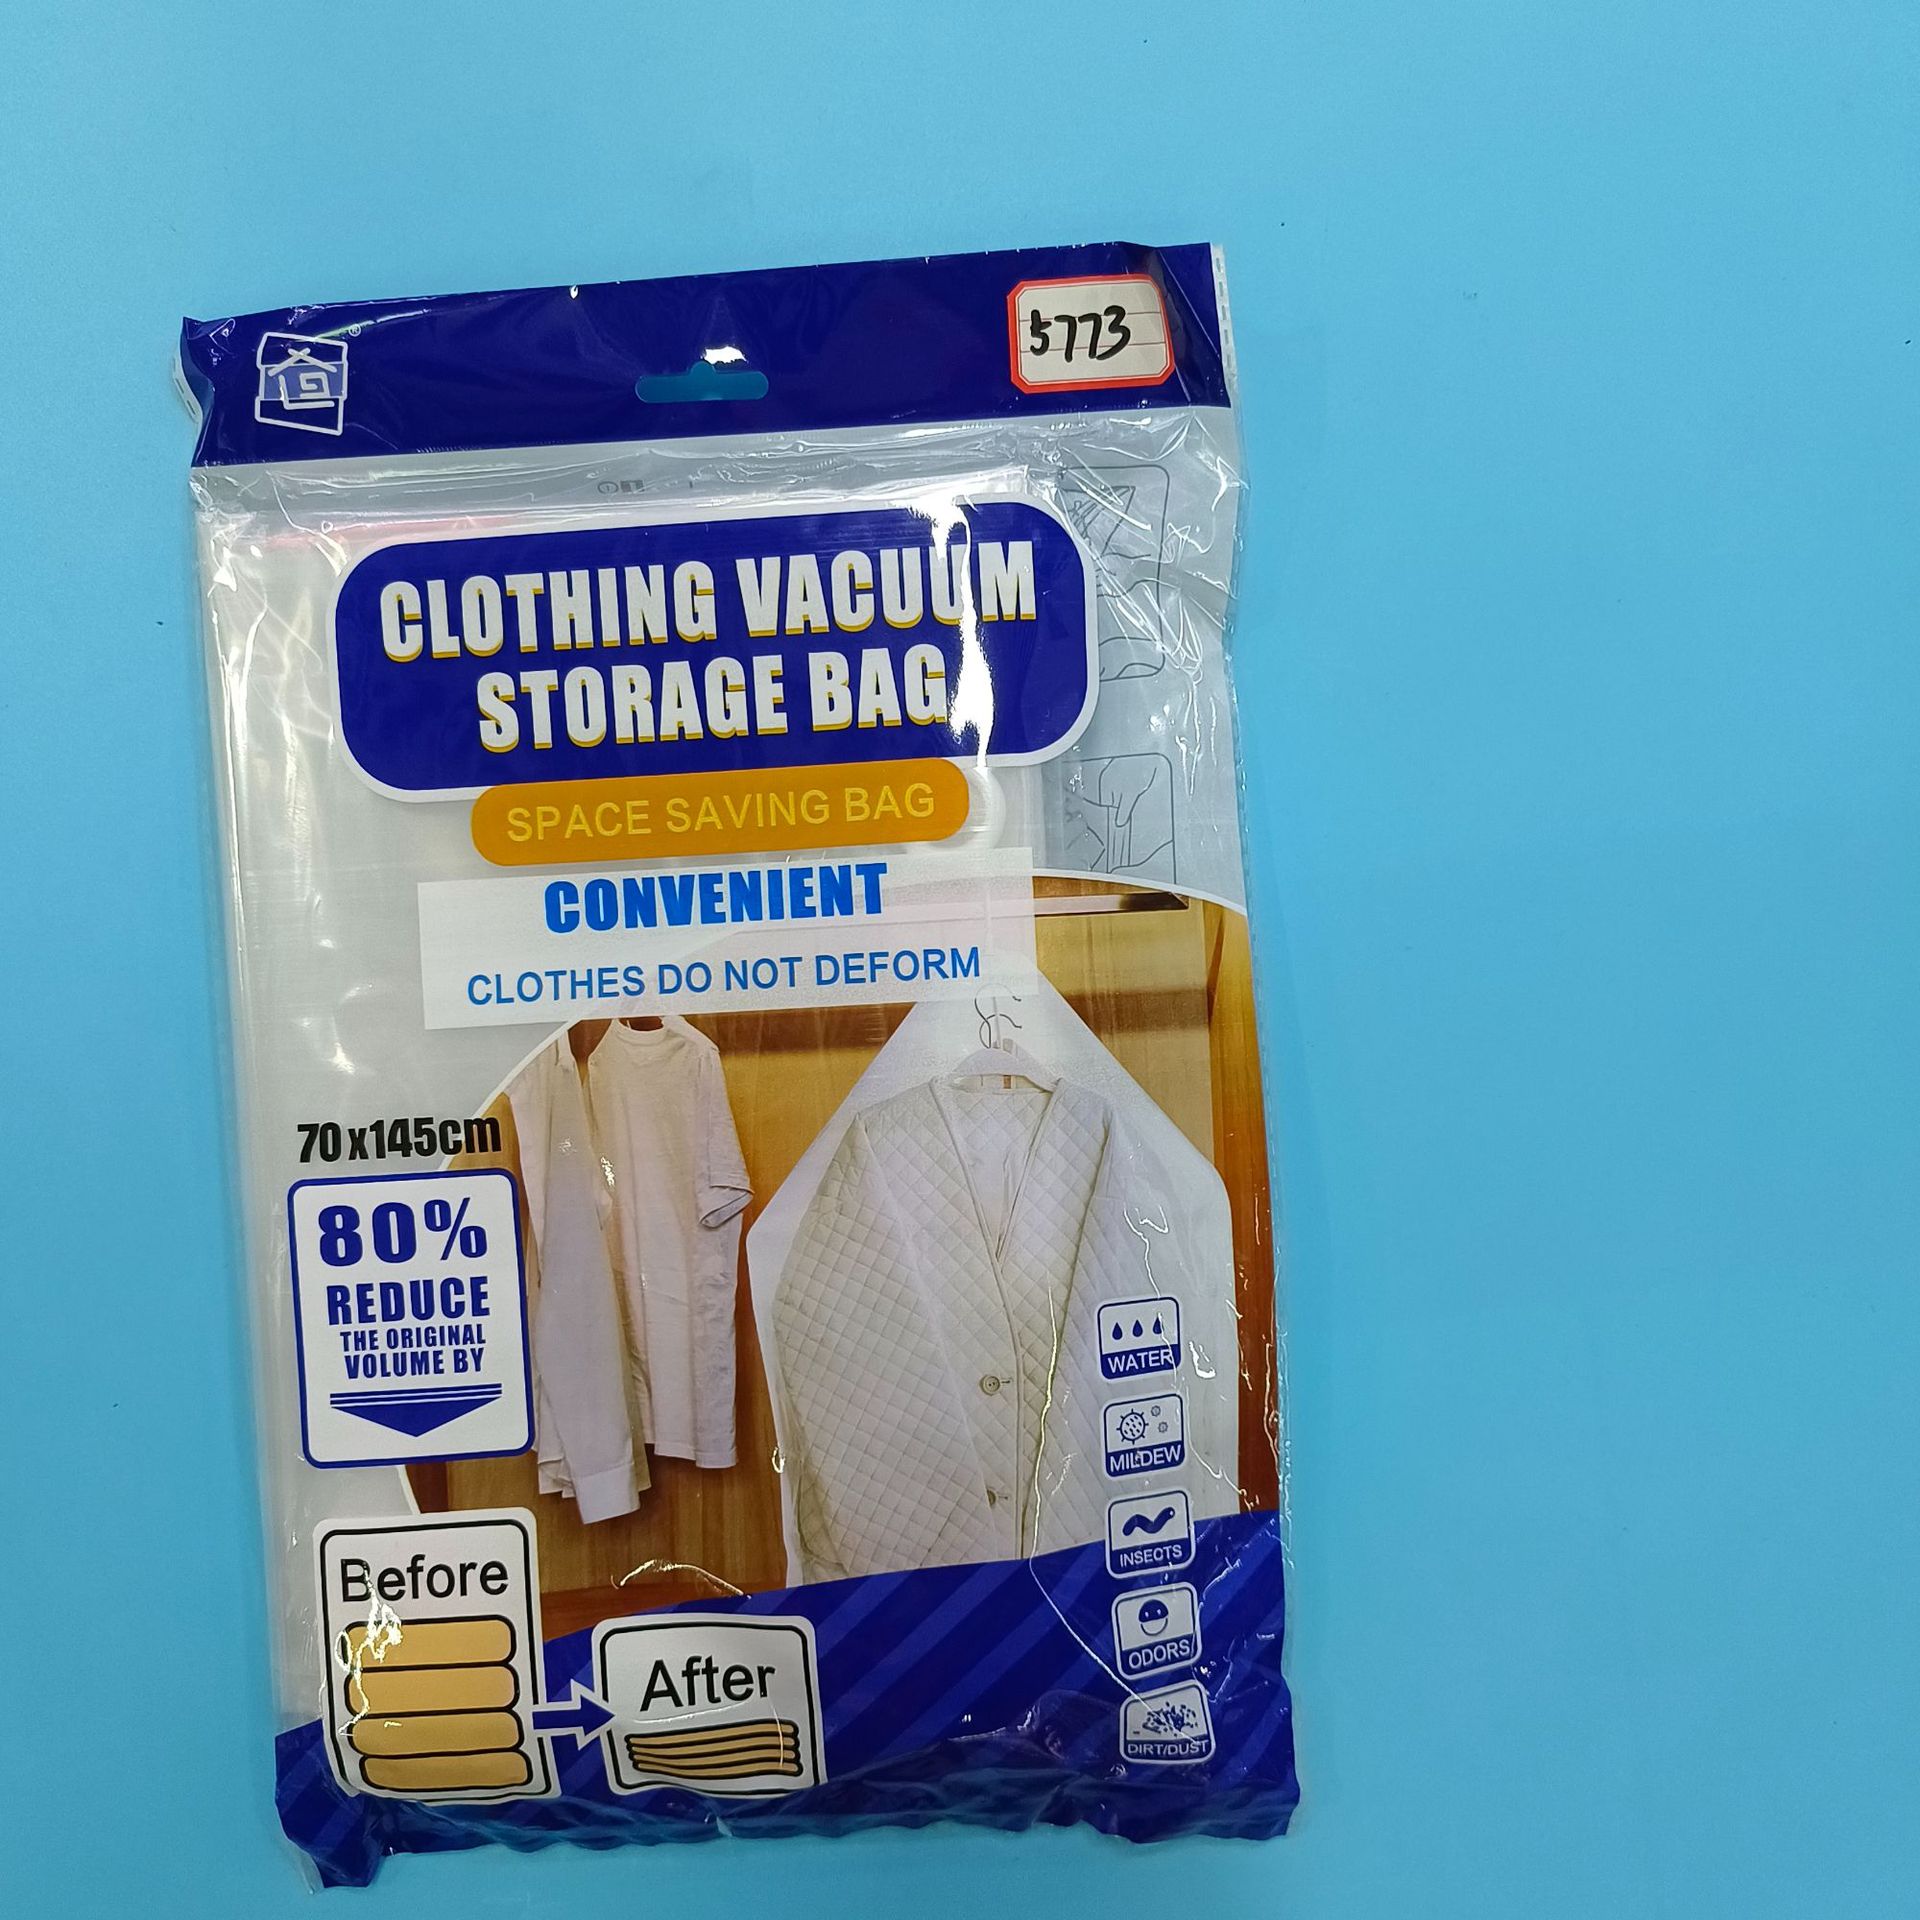 ®
5773
CLOTHING VACUUM
STORAGE BAG
SPACE SAVING BAG
CONVENIENT
CLOTHES DO NOT DEFORM
70x145cm
80%
REDUCE
THE ORIGINAL
VOLUME BY
WATER
MILDEW
INSECTS
ODORS
DIRT/DUST
Before
After